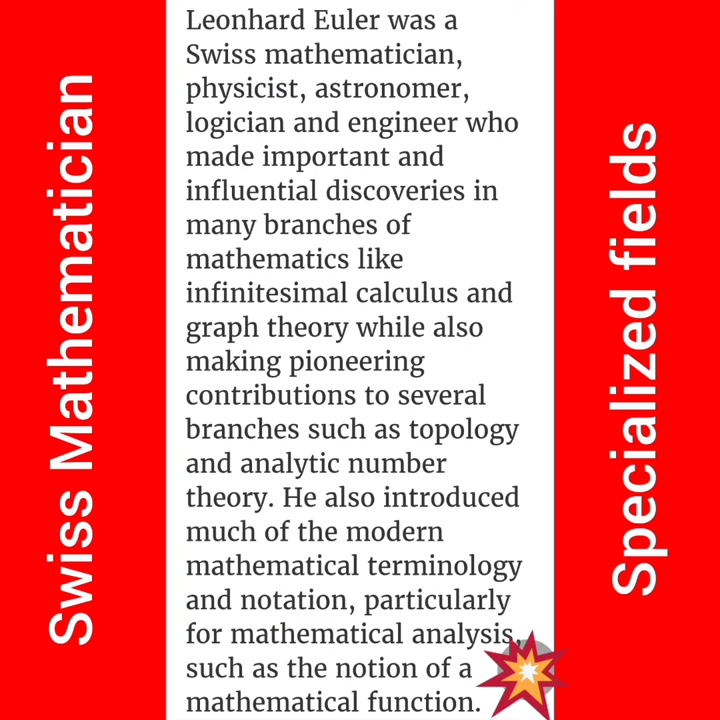 Swiss Mathematician
Leonhard Euler was a
Swiss mathematician,
physicist, astronomer,
logician and engineer who
made important and
influential discoveries in
many branches of
mathematics like
infinitesimal calculus and
graph theory while also
making pioneering
contributions to several
branches such as topology
and analytic number
theory. He also introduced
much of the modern
mathematical terminology
and notation, particularly
for mathematical analysis,
such as the notion of a
mathematical function.
Specialized fields